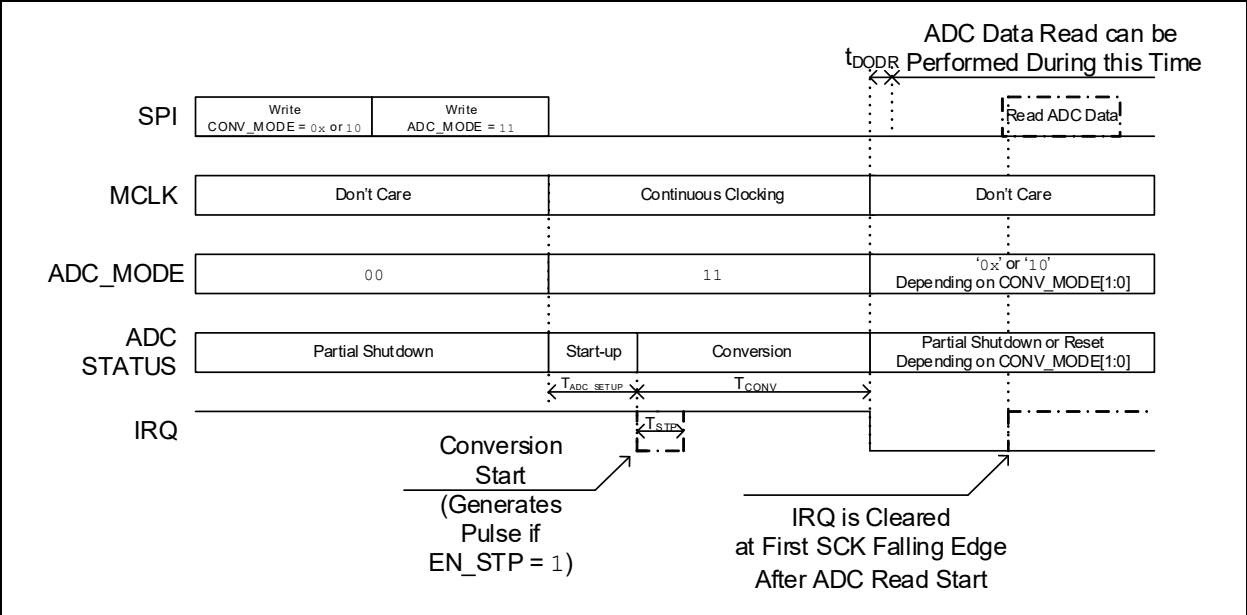 ADC Data Read can be
tDODR Performed During this Time
SPI
Write
CONV_MODE = 0x or 10
Write
ADC_MODE = 11
Read ADC Data
MCLK
Don't Care
Continuous Clocking
Don't Care
ADC_MODE
00
11
'0x' or '10'
Depending on CONV_MODE[1:0]
ADC
STATUS
Partial Shutdown
Start-up
Conversion
Partial Shutdown or Reset
Depending on CONV_MODE[1:0]
TADC_SETUP
TCONV
IRQ
TSTP
Conversion
Start
(Generates
Pulse if
EN_STP = 1)
IRQ is Cleared
at First SCK Falling Edge
After ADC Read Start